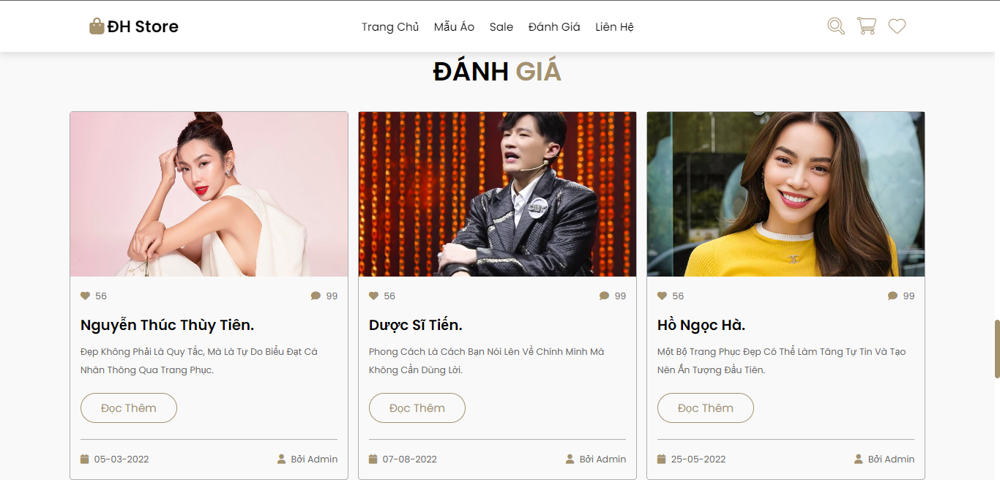 ĐH Store
Trang Chủ Mẫu Áo Sale Đánh Giá Liên Hệ
ĐÁNH GIÁ
56 99
Nguyễn Thúc Thùy Tiên.
Đẹp Không Phải Là Quy Tắc, Mà Là Tự Do Biểu Đạt Cá
Nhân Thông Qua Trang Phục.
Đọc Thêm
05-03-2022 Bởi Admin
56 99
Dược Sĩ Tiến.
Phong Cách Là Cách Bạn Nói Lên Về Chính Mình Mà
Không Cần Dùng Lời.
Đọc Thêm
07-08-2022 Bởi Admin
56 99
Hồ Ngọc Hà.
Một Bộ Trang Phục Đẹp Có Thể Làm Tăng Tự Tin Và Tạo
Nên Ấn Tượng Đầu Tiên.
Đọc Thêm
25-05-2022 Bởi Admin